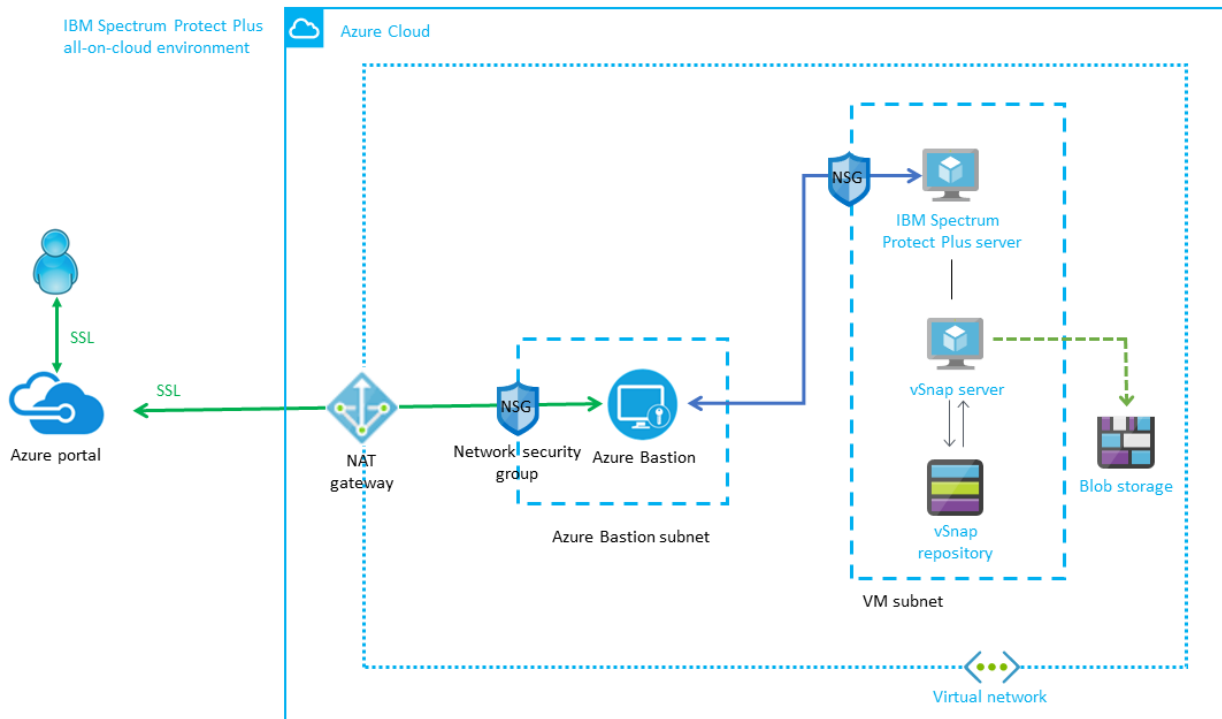 IBM Spectrum Protect Plus
all-on-cloud environment
Azure Cloud
NSG
IBM Spectrum
Protect Plus server
SSL
vSnap server
SSL
NSG
Azure portal
NAT
gateway
Network security
group
Azure Bastion
Blob storage
Azure Bastion subnet
vSnap
repository
VM subnet
Virtual network